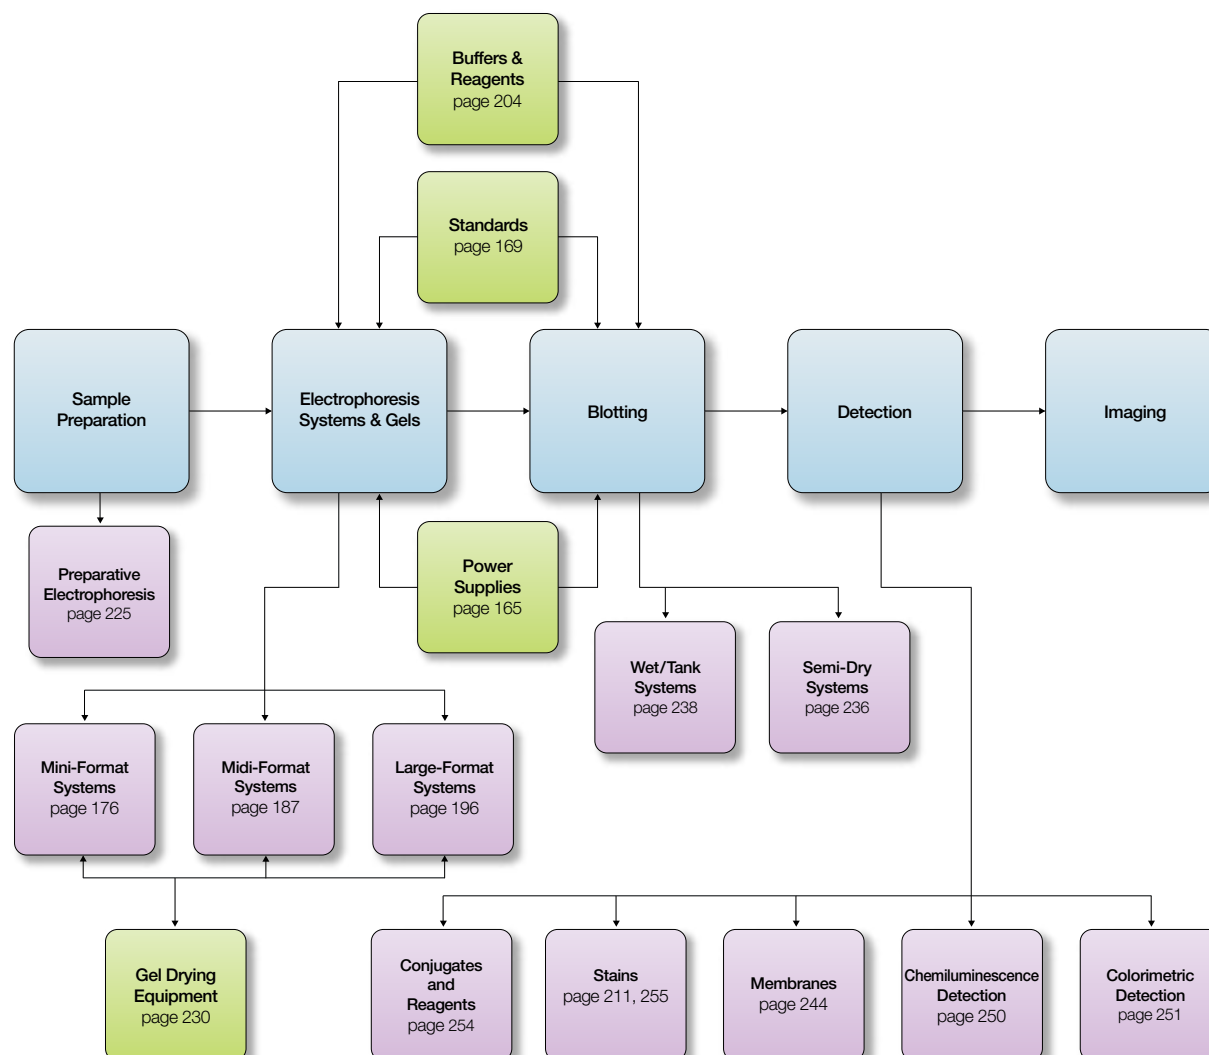 Buffers &
Reagents
page 204
Standards
page 169
Sample
Preparation
Electrophoresis
Systems & Gels
Blotting
Detection
Imaging
Preparative
Electrophoresis
page 225
Power
Supplies
page 165
Wet/Tank
Systems
page 238
Semi-Dry
Systems
page 236
Mini-Format
Systems
page 176
Midi-Format
Systems
page 187
Large-Format
Systems
page 196
Gel Drying
Equipment
page 230
Conjugates
and
Reagents
page 254
Stains
page 211, 255
Membranes
page 244
Chemiluminescence
Detection
page 250
Colorimetric
Detection
page 251